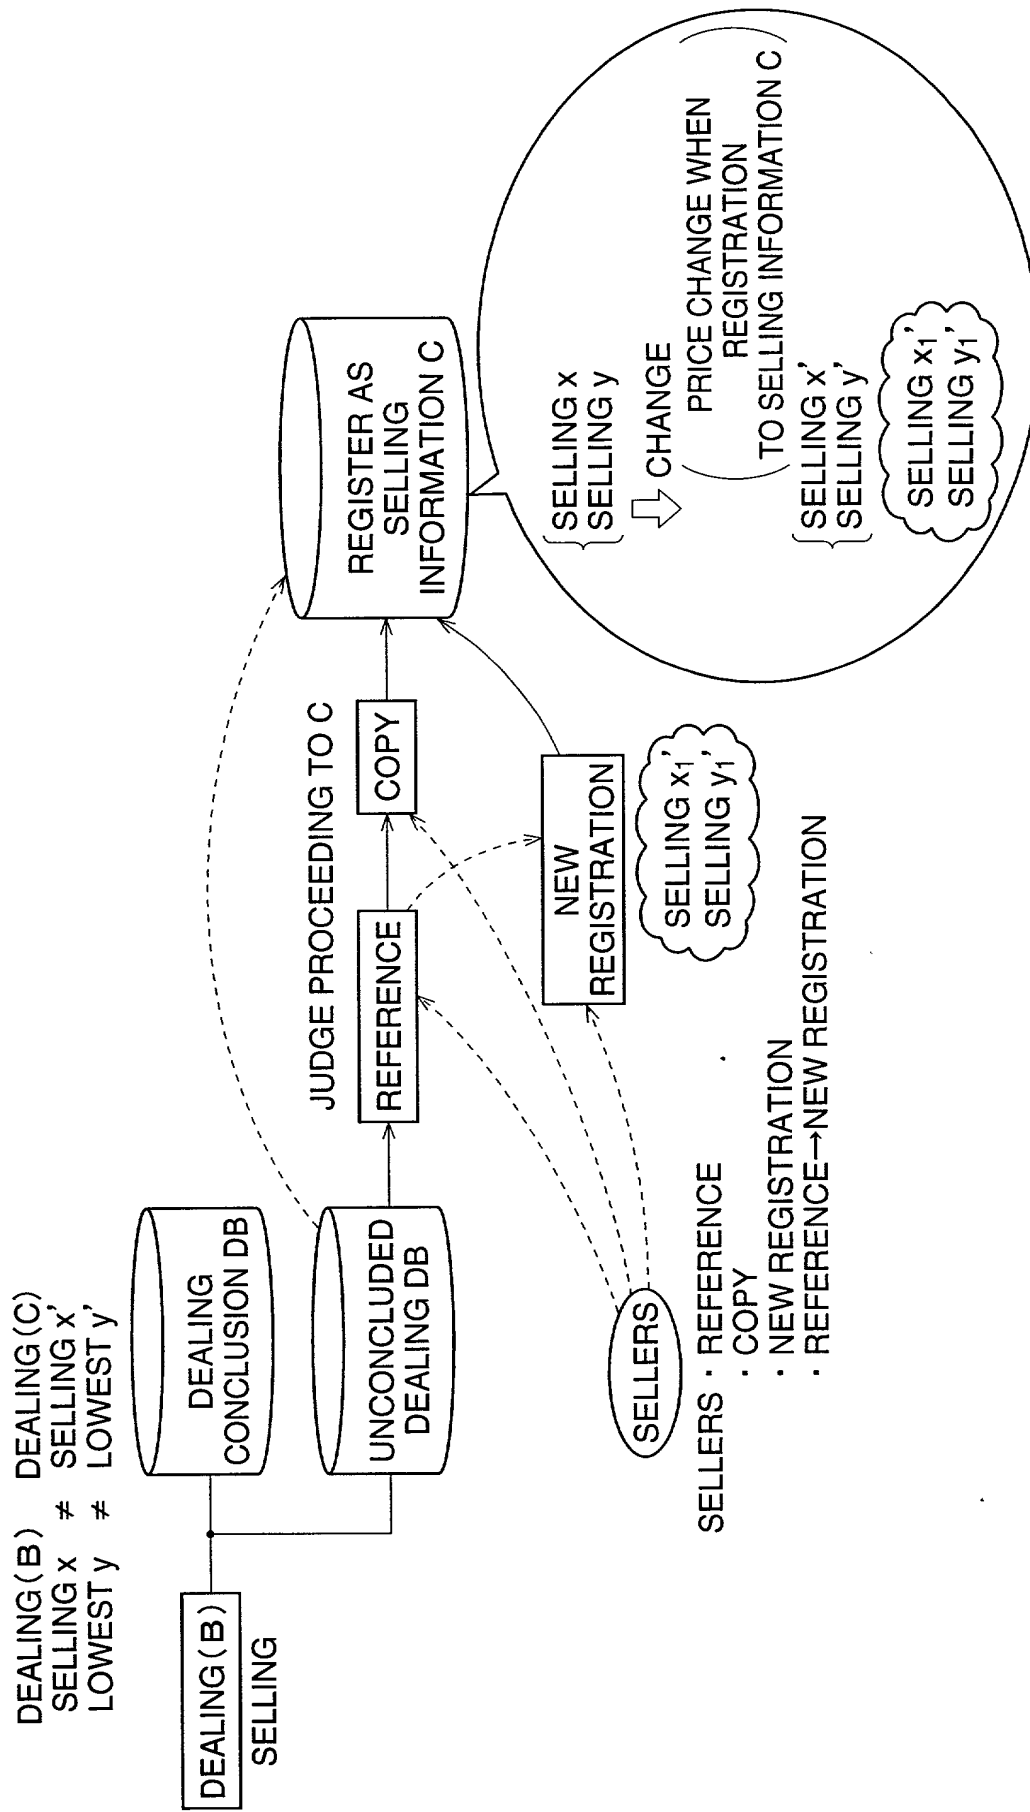 DEALING(B) DEALING(C)
SELLING x ≠ SELLING x'
LOWEST y ≠ LOWEST y'
DEALING(B)
SELLING
DEALING
CONCLUSION DB
UNCONCLUDED
DEALING DB
JUDGE PROCEEDING TO C
REFERENCE
COPY
REGISTER AS
SELLING
INFORMATION C
NEW
REGISTRATION
SELLING x1'
SELLING y1'
SELLERS
SELLERS : REFERENCE
· COPY
· NEW REGISTRATION
· REFERENCE→NEW REGISTRATION
SELLING x
SELLING y
CHANGE
PRICE CHANGE WHEN
REGISTRATION
TO SELLING INFORMATION C
SELLING x'
SELLING y'
SELLING x1'
SELLING y1'